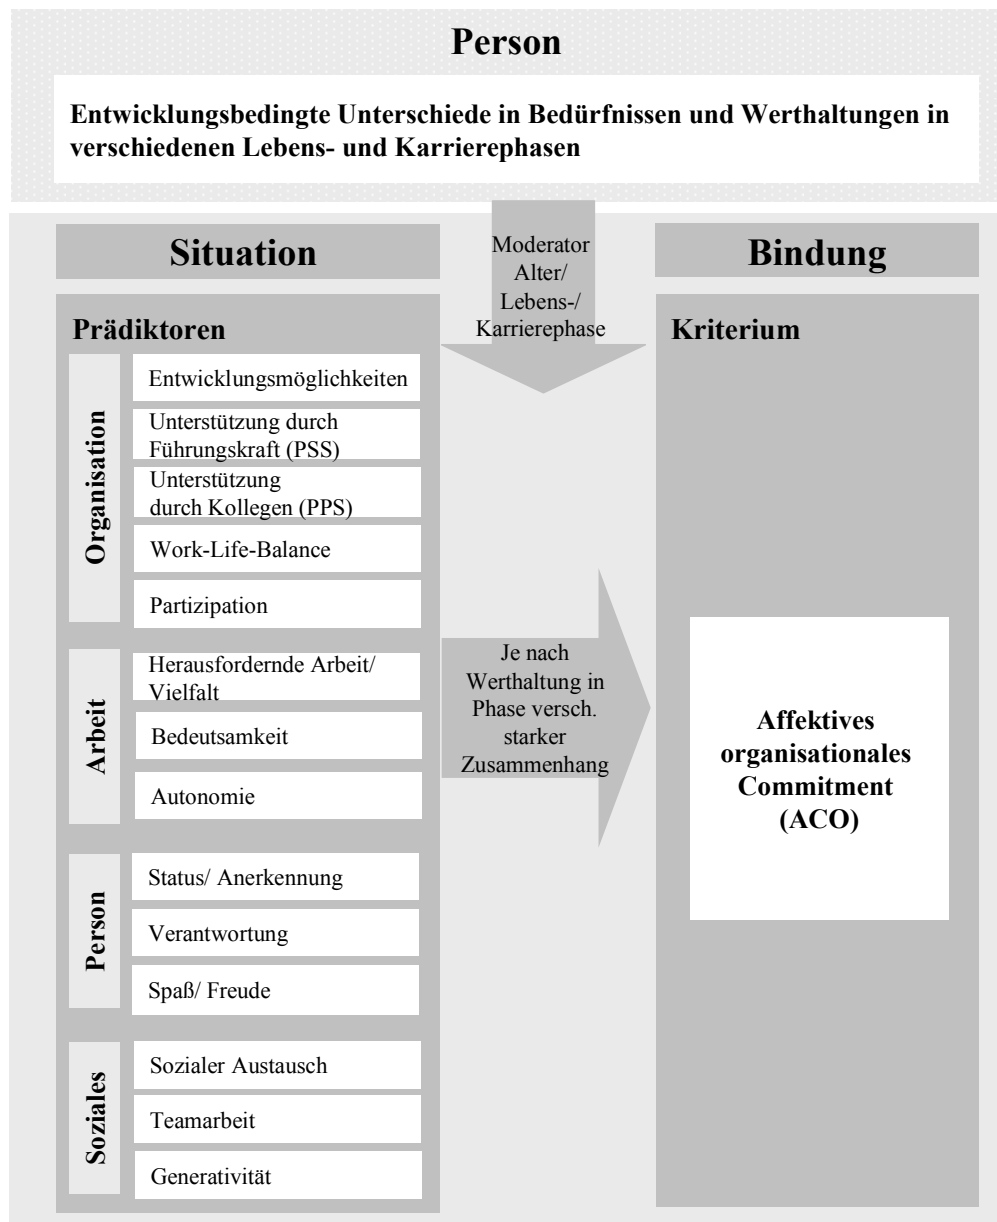 Person
Entwicklungsbedingte Unterschiede in Bedürfnissen und Werthaltungen in
verschiedenen Lebens- und Karrierephasen
Situation
Moderator
Alter/
Lebens-/
Karrierephase
Bindung
Prädiktoren
Organisation
Entwicklungsmöglichkeiten
Unterstützung durch
Führungskraft (PSS)
Unterstützung
durch Kollegen (PPS)
Work-Life-Balance
Partizipation
Arbeit
Herausfordernde Arbeit/
Vielfalt
Bedeutsamkeit
Autonomie
Person
Status/ Anerkennung
Verantwortung
Spaß/ Freude
Soziales
Sozialer Austausch
Teamarbeit
Generativität
Je nach
Werthaltung in
Phase versch.
starker
Zusammenhang
Kriterium
Affektives
organisationales
Commitment
(ACO)